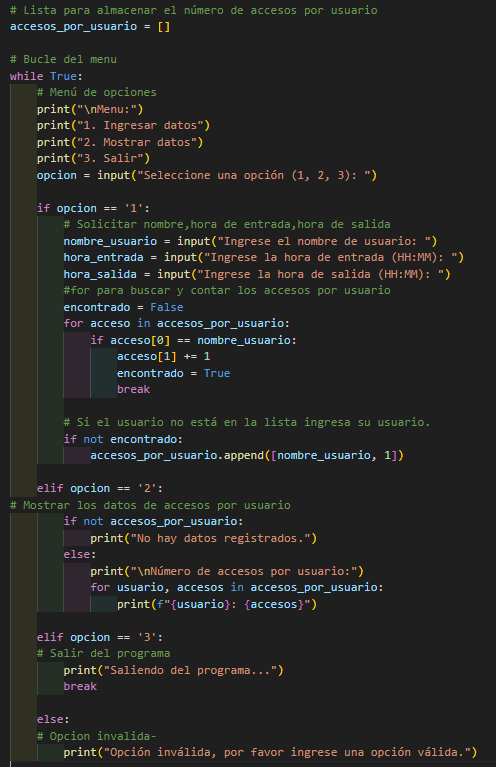 # Lista para almacenar el número de accesos por usuario
accesos_por_usuario = []

# Bucle del menu
while True:
    # Menú de opciones
    print("\nMenu:")
    print("1. Ingresar datos")
    print("2. Mostrar datos")
    print("3. Salir")
    opcion = input("Seleccione una opción (1, 2, 3): ")

    if opcion == '1':
        # Solicitar nombre,hora de entrada,hora de salida
        nombre_usuario = input("Ingrese el nombre de usuario: ")
        hora_entrada = input("Ingrese la hora de entrada (HH:MM): ")
        hora_salida = input("Ingrese la hora de salida (HH:MM): ")
        #for para buscar y contar los accesos por usuario
        encontrado = False
        for acceso in accesos_por_usuario:
            if acceso[0] == nombre_usuario:
                acceso[1] += 1
                encontrado = True
                break

        # Si el usuario no está en la lista ingresa su usuario.
        if not encontrado:
            accesos_por_usuario.append([nombre_usuario, 1])

    elif opcion == '2':
# Mostrar los datos de accesos por usuario
        if not accesos_por_usuario:
            print("No hay datos registrados.")
        else:
            print("\nNúmero de accesos por usuario:")
            for usuario, accesos in accesos_por_usuario:
                print(f"{usuario}: {accesos}")

    elif opcion == '3':
    # Salir del programa
        print("Saliendo del programa...")
        break

    else:
    # Opcion invalida-
        print("Opción inválida, por favor ingrese una opción válida.")